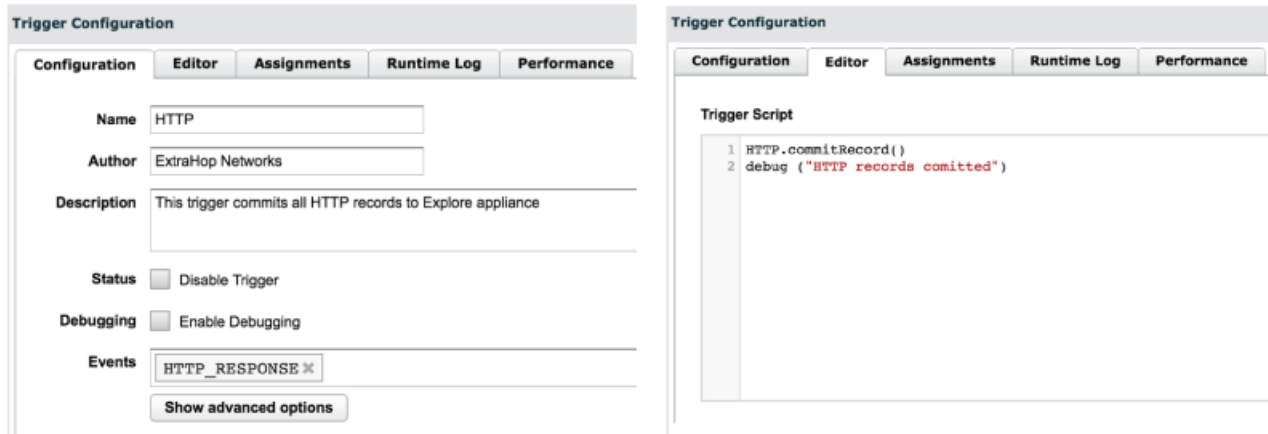 Trigger Configuration
Configuration Editor Assignments Runtime Log Performance
Name HTTP
Author ExtraHop Networks
Description This trigger commits all HTTP records to Explore appliance
Status Disable Trigger
Debugging Enable Debugging
Events HTTP_RESPONSE ×
Show advanced options
Trigger Configuration
Configuration Editor Assignments Runtime Log Performance
Trigger Script
1 HTTP.commitRecord()
2 debug ("HTTP records comitted")